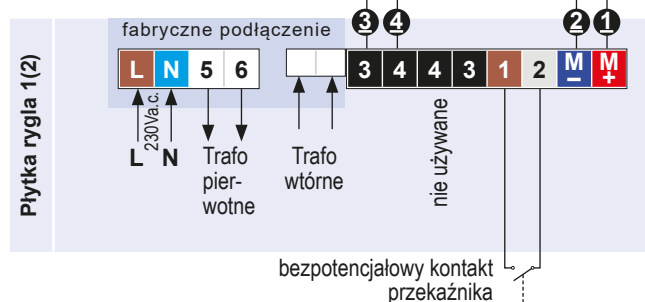 3 4 2 1
fabryczne podłączenie
L N 5 6 3 4 4 3 1 2 M– M+
230Va.c.
L N
Trafo
pier-
wotne
Trafo
wtórne
nie używane
Płytka rygla 1(2)
bezpotencjałowy kontakt
przekaźnika